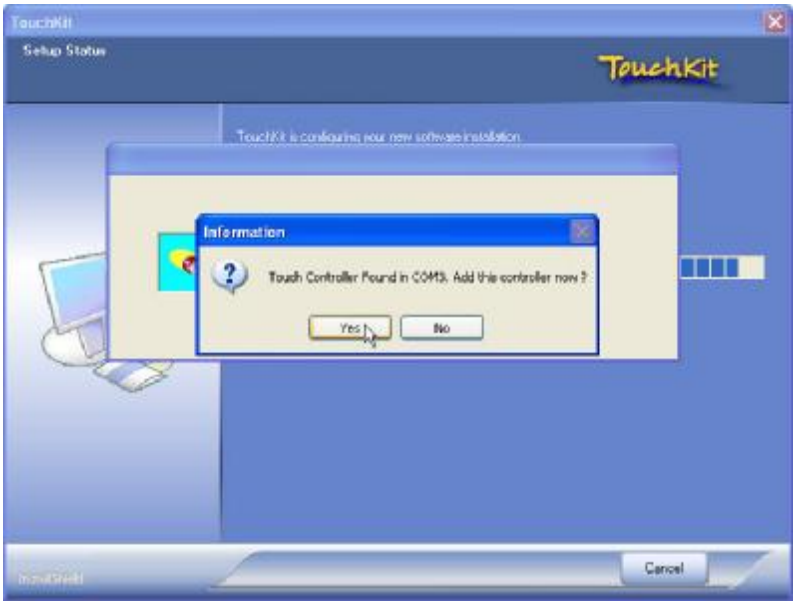 TouchKit
Setup Status
TouchKit
TouchKit is configuring your new software installation.
Information
Touch Controller Found in COM3. Add this controller now ?
Yes
No
InstallShield
Cancel